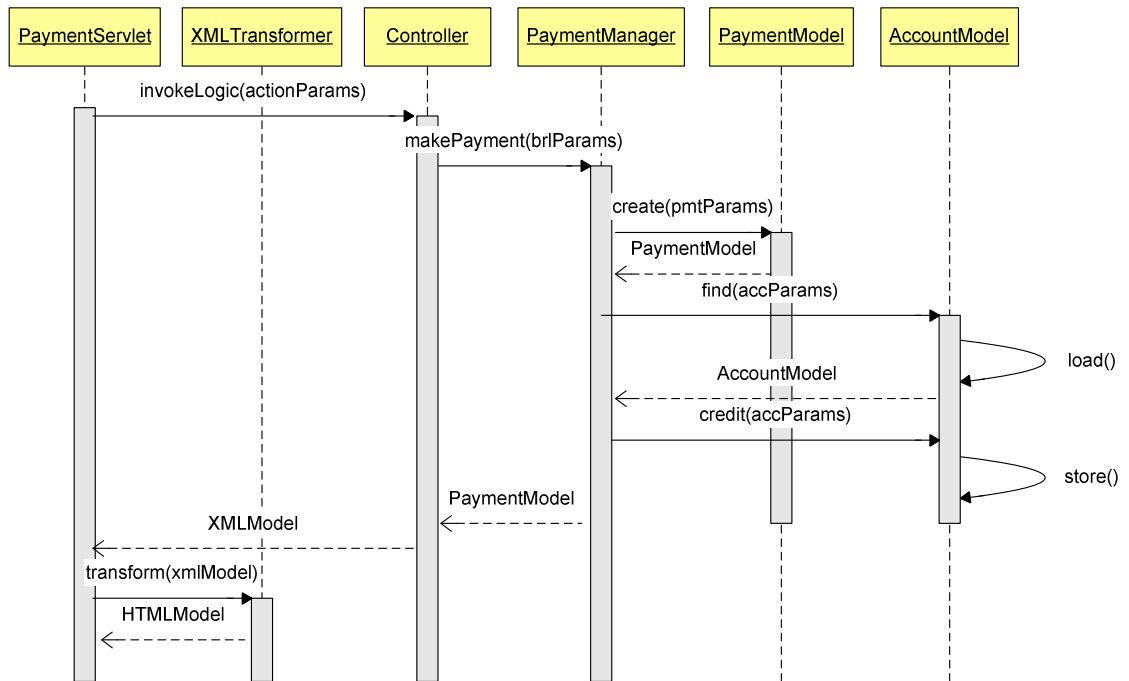 PaymentServlet
XMLTransformer
Controller
PaymentManager
PaymentModel
AccountModel
invokeLogic(actionParams)
makePayment(brlParams)
create(pmtParams)
PaymentModel
find(accParams)
load()
AccountModel
credit(accParams)
store()
PaymentModel
XMLModel
transform(xmlModel)
HTMLModel